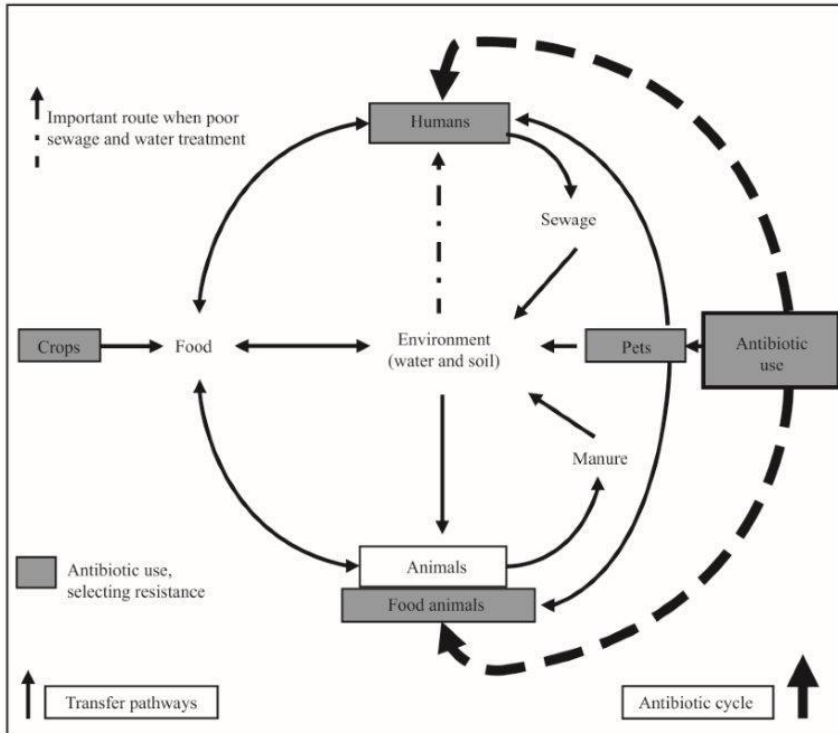 Important route when poor
sewage and water treatment
Humans
Sewage
Crops
Food
Environment
(water and soil)
Pets
Antibiotic
use
Manure
Animals
Food animals
Antibiotic use,
selecting resistance
Transfer pathways
Antibiotic cycle